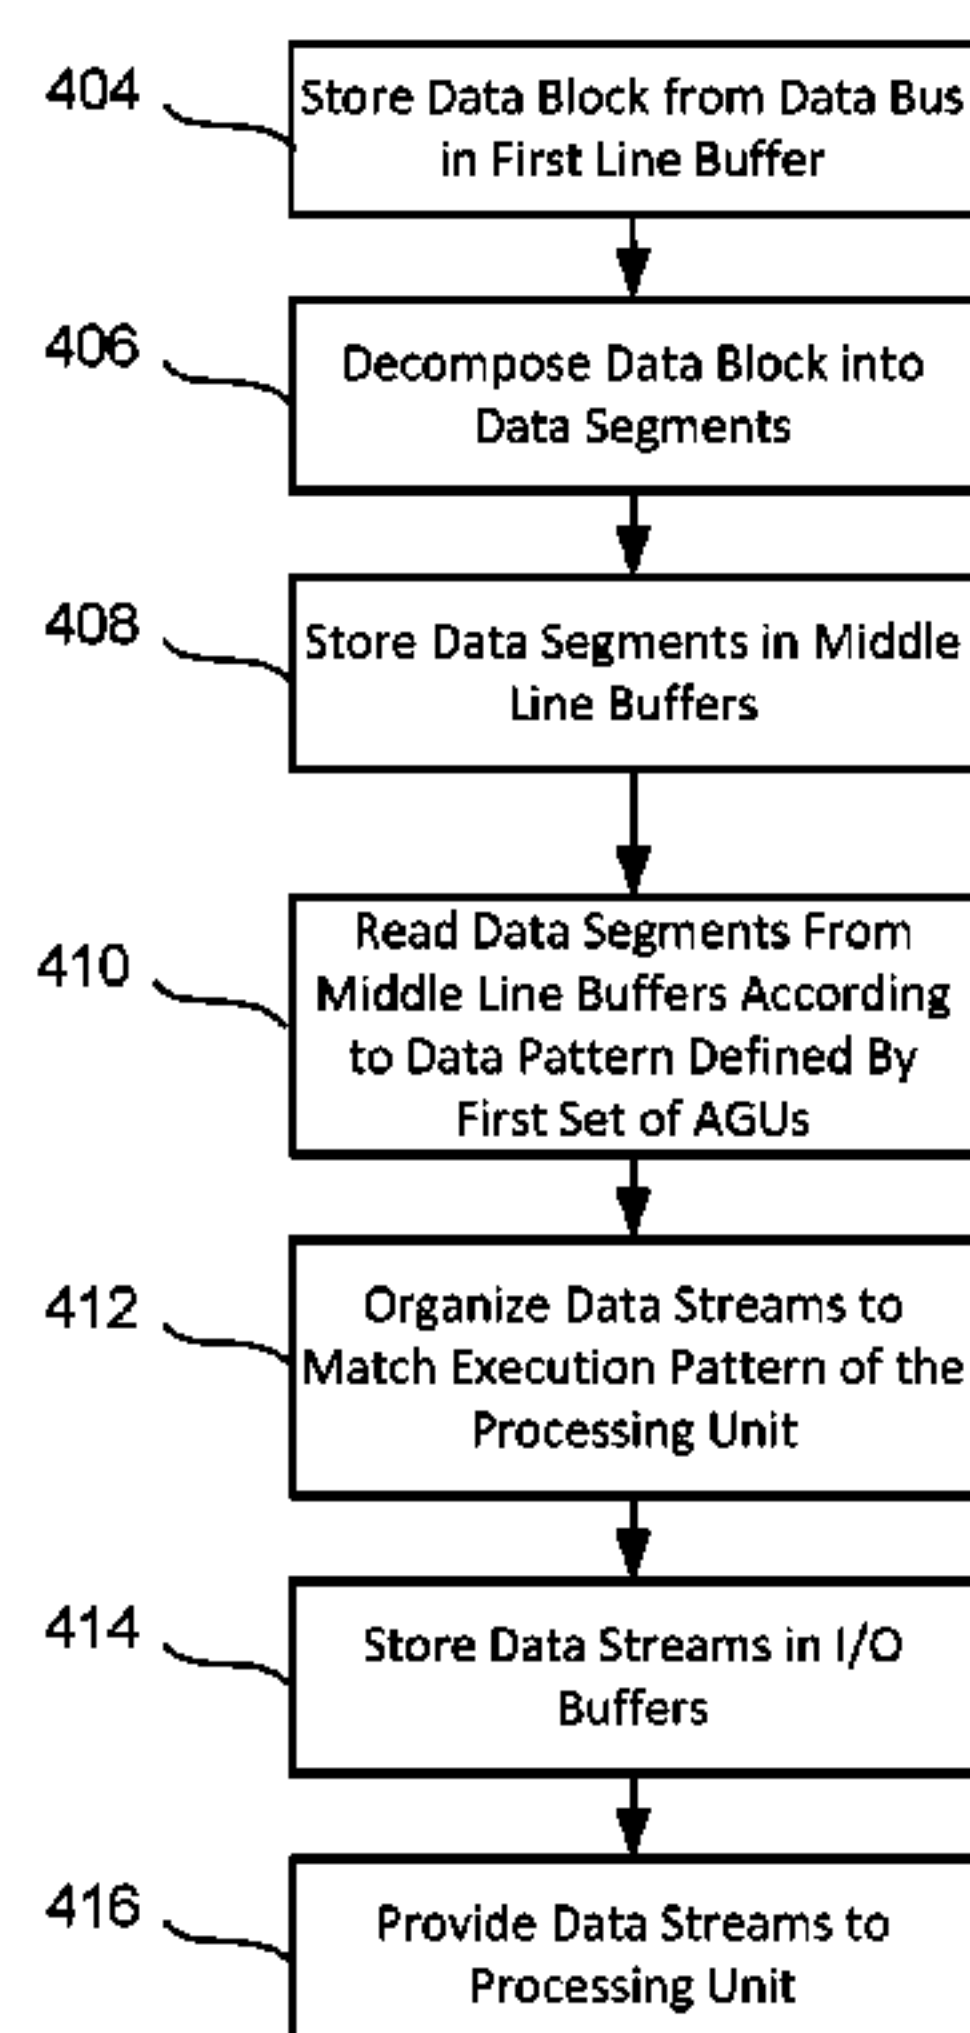 404
Store Data Block from Data Bus
in First Line Buffer
406
Decompose Data Block into
Data Segments
408
Store Data Segments in Middle
Line Buffers
410
Read Data Segments From
Middle Line Buffers According
to Data Pattern Defined By
First Set of AGUs
412
Organize Data Streams to
Match Execution Pattern of the
Processing Unit
414
Store Data Streams in I/O
Buffers
416
Provide Data Streams to
Processing Unit